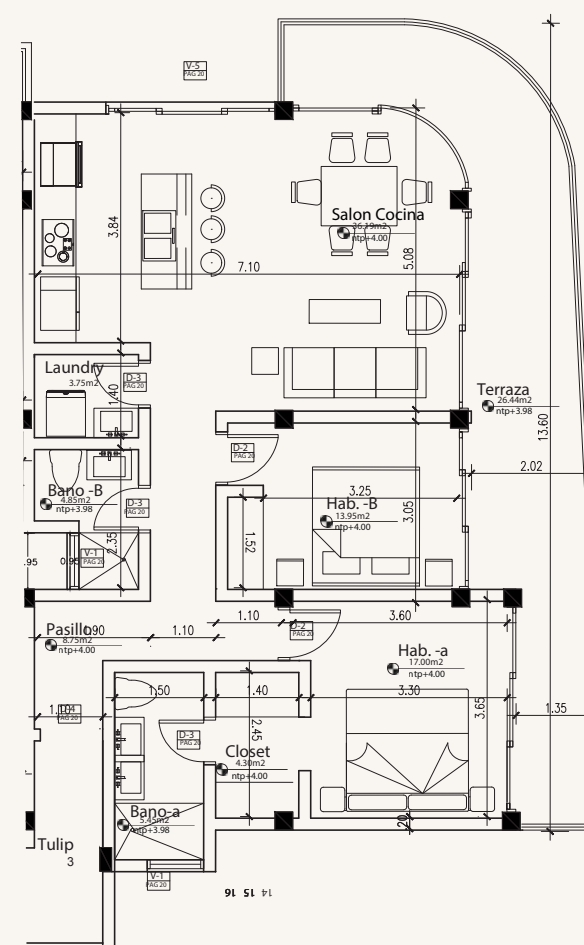 V-5
PAG 20
Salon Cocina
36.19m2
ntp+4.00
3.84
5.08
7.10
Laundry
3.75m2
D-3
PAG 20
1.40
Terraza
26.44m2
ntp+3.98
13.60
2.02
D-2
PAG 20
Bano -B
4.85m2
ntp+3.98
D-3
PAG 20
3.25
Hab. -B
13.95m2
ntp+4.00
3.05
1.52
2.35
V-1
PAG 20
.95
0.95
Pasillo
8.75m2
ntp+4.00
0.90
1.10
1.10
D-2
PAG 20
3.60
Hab. -a
17.00m2
ntp+4.00
1.50
1.40
3.30
3.65
1.35
PAG 20
D-3
PAG 20
2.45
Closet
4.30m2
ntp+4.00
Bano-a
5.45m2
ntp+3.98
.20
Tulip
3
V-1
PAG 20
14 15 16